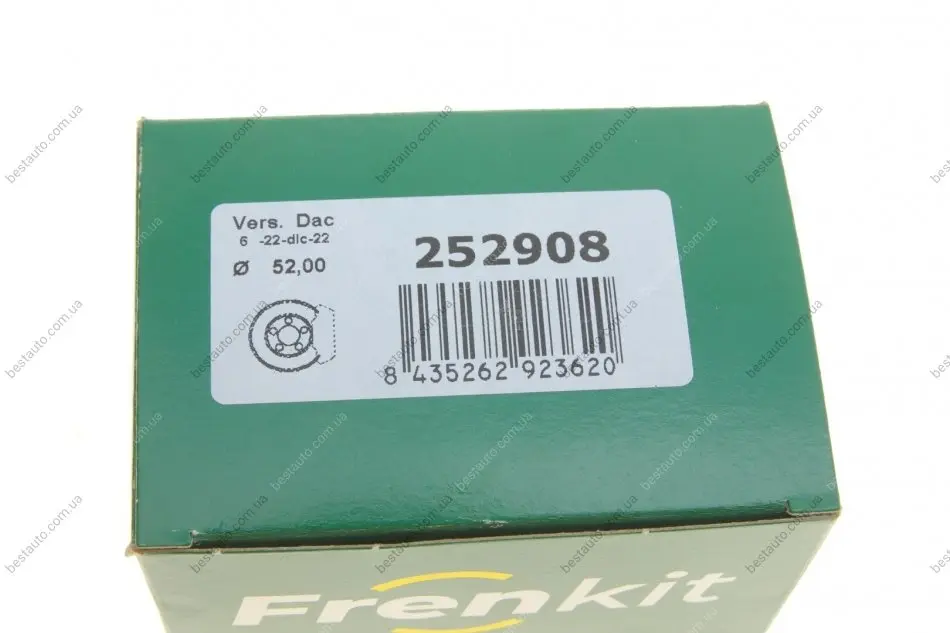 Vers. Dac
6 -22-dic-22
Ø 52,00
252908
8 435262 923620
Frenkit
bestauto.com.ua